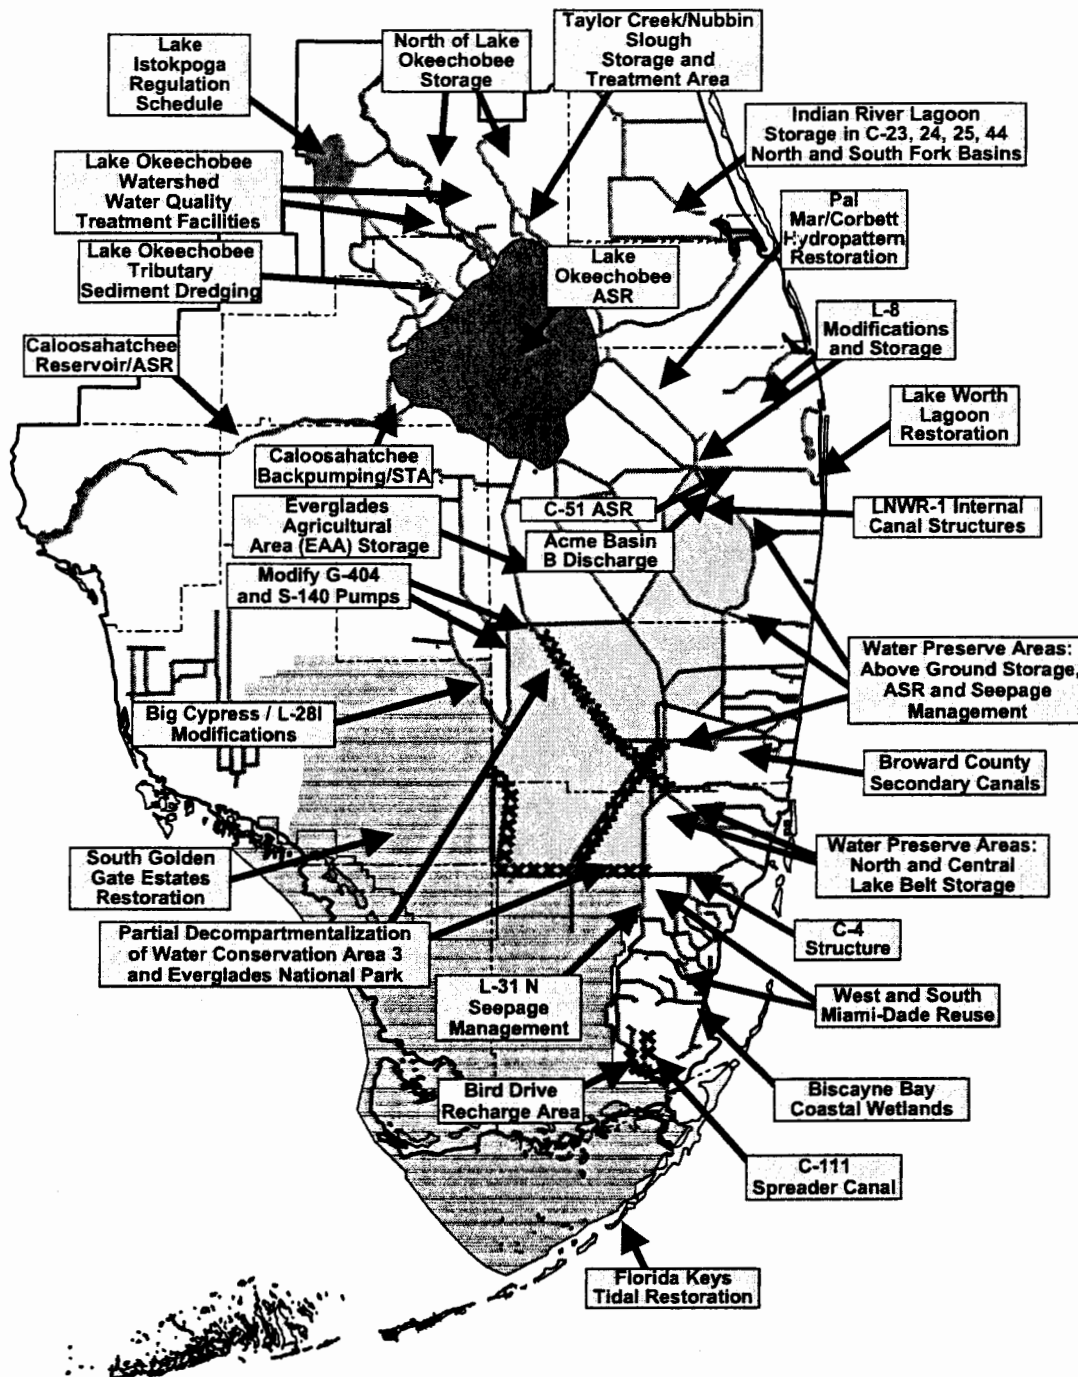 Lake
Istokpoga
Regulation
Schedule
North of Lake
Okeechobee
Storage
Taylor Creek/Nubbin
Slough
Storage and
Treatment Area
Indian River Lagoon
Storage in C-23, 24, 25, 44
North and South Fork Basins
Lake Okeechobee
Watershed
Water Quality
Treatment Facilities
Pal
Mar/Corbett
Hydropattern
Restoration
Lake Okeechobee
Tributary
Sediment Dredging
Lake
Okeechobee
ASR
L-8
Modifications
and Storage
Caloosahatchee
Reservoir/ASR
Lake Worth
Lagoon
Restoration
Caloosahatchee
Backpumping/STA
C-51 ASR
LNWR-1 Internal
Canal Structures
Everglades
Agricultural
Area (EAA) Storage
Acme Basin
B Discharge
Modify G-404
and S-140 Pumps
Water Preserve Areas:
Above Ground Storage,
ASR and Seepage
Management
Big Cypress / L-28I
Modifications
Broward County
Secondary Canals
South Golden
Gate Estates
Restoration
Water Preserve Areas:
North and Central
Lake Belt Storage
Partial Decompartmentalization
of Water Conservation Area 3
and Everglades National Park
C-4
Structure
L-31 N
Seepage
Management
West and South
Miami-Dade Reuse
Bird Drive
Recharge Area
Biscayne Bay
Coastal Wetlands
C-111
Spreader Canal
Florida Keys
Tidal Restoration